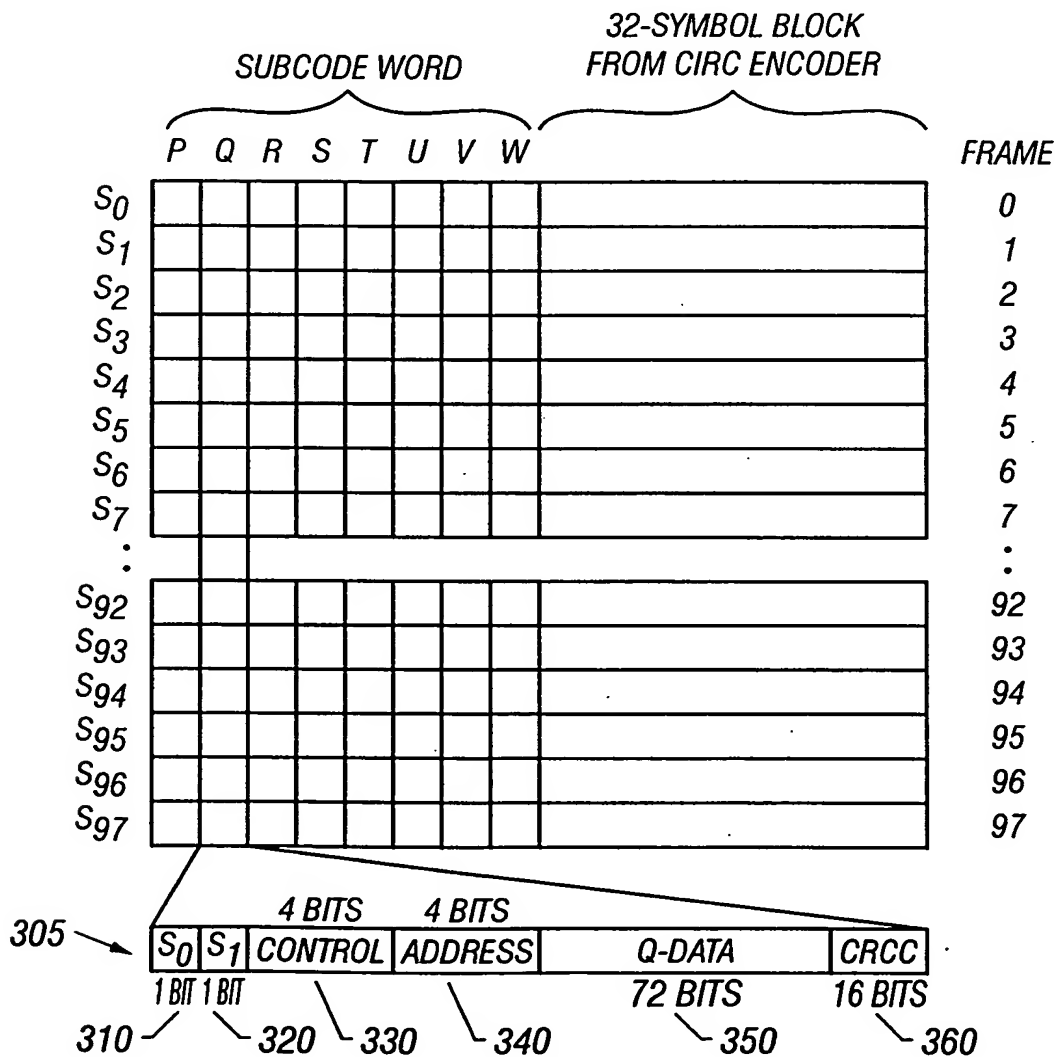 SUBCODE WORD
32-SYMBOL BLOCK
FROM CIRC ENCODER
P Q R S T U V W
FRAME
S0 0
S1 1
S2 2
S3 3
S4 4
S5 5
S6 6
S7 7
: :
S92 92
S93 93
S94 94
S95 95
S96 96
S97 97
4 BITS 4 BITS
305 S0 S1 CONTROL ADDRESS Q-DATA CRCC
1 BIT 1 BIT 72 BITS 16 BITS
310 320 330 340 350 360